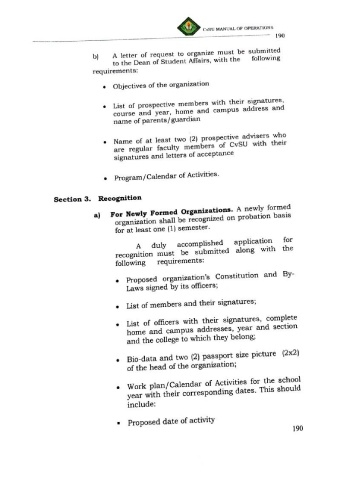 CvSU MANUAL OF OPERATIONS
190
b) A letter of request to organize must be submitted
to the Dean of Student Affairs, with the following
requirements:
• Objectives of the organization
• List of prospective members with their signatures,
course and year, home and campus address and
name of parents/guardian
• Name of at least two (2) prospective advisers who
are regular faculty members of CvSU with their
signatures and letters of acceptance
• Program/Calendar of Activities.
Section 3. Recognition
a) For Newly Formed Organizations. A newly formed
organization shall be recognized on probation basis
for at least one (1) semester.
A duly accomplished application for
recognition must be submitted along with the
following requirements:
• Proposed organization's Constitution and By-
Laws signed by its officers;
• List of members and their signatures;
• List of officers with their signatures, complete
home and campus addresses, year and section
and the college to which they belong;
• Bio-data and two (2) passport size picture (2x2)
of the head of the organization;
• Work plan/Calendar of Activities for the school
year with their corresponding dates. This should
include:
• Proposed date of activity
190